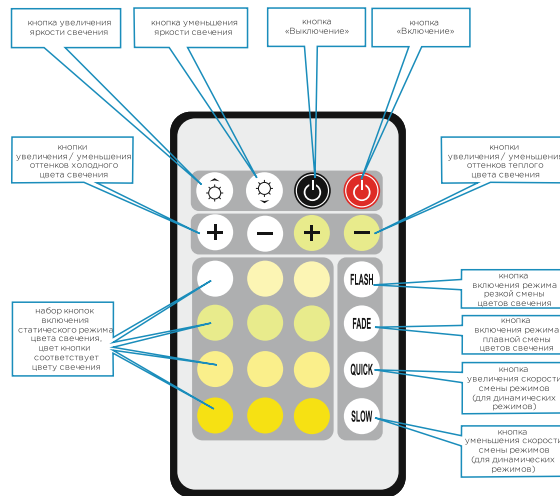 кнопка увеличения
яркости свечения
кнопка уменьшения
яркости свечения
кнопка
«Выключение»
кнопка
«Включение»
кнопки
увеличения / уменьшения
оттенков холодного
цвета свечения
кнопки
увеличения / уменьшения
оттенков теплого
цвета свечения
+
−
+
−
набор кнопок
включения
статического режима
цвета свечения,
цвет кнопки
соответствует
цвету свечения
FLASH
FADE
QUICK
SLOW
кнопка
включения режима
резкой смены
цветов свечения
кнопка
включения режима
плавной смены
цветов свечения
кнопка
увеличения скорости
смены режимов
(для динамических
режимов)
кнопка
уменьшения скорости
смены режимов
(для динамических
режимов)